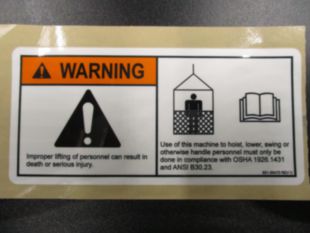 WARNING
Improper lifting of personnel can result in
death or serious injury.
Use of this machine to hoist, lower, swing or
otherwise handle personnel must only be
done in compliance with OSHA 1926.1431
and ANSI B30.23.